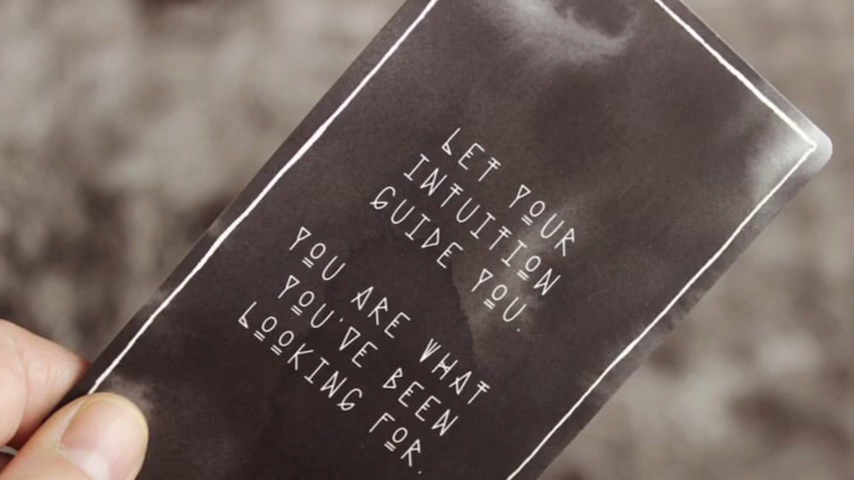 LET YOUR
INTUITION
GUIDE YOU.
YOU ARE WHAT
YOU'VE BEEN
LOOKING FOR.